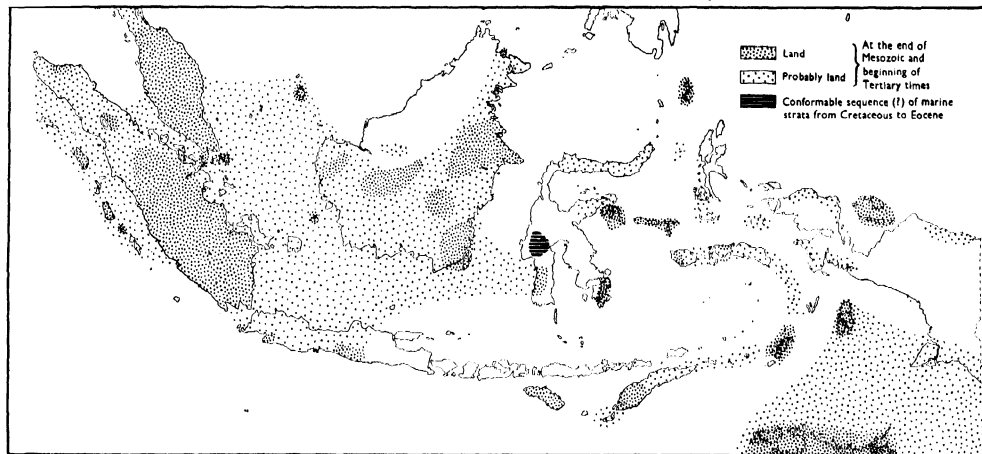 Land
Probably land
At the end of
Mesozoic and
beginning of
Tertiary times
Conformable sequence (?) of marine
strata from Cretaceous to Eocene